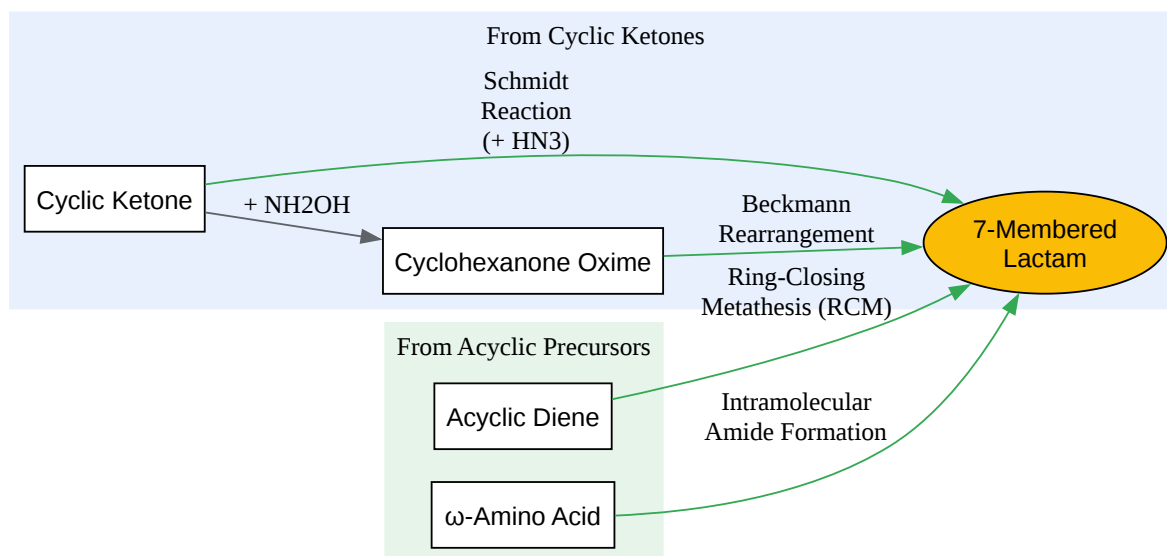 From Cyclic Ketones
Schmidt
Reaction
(+ HN3)
Cyclic Ketone
+ NH2OH
Cyclohexanone Oxime
Beckmann
Rearrangement
7-Membered
Lactam
Ring-Closing
Metathesis (RCM)
From Acyclic Precursors
Acyclic Diene
Intramolecular
Amide Formation
ω-Amino Acid